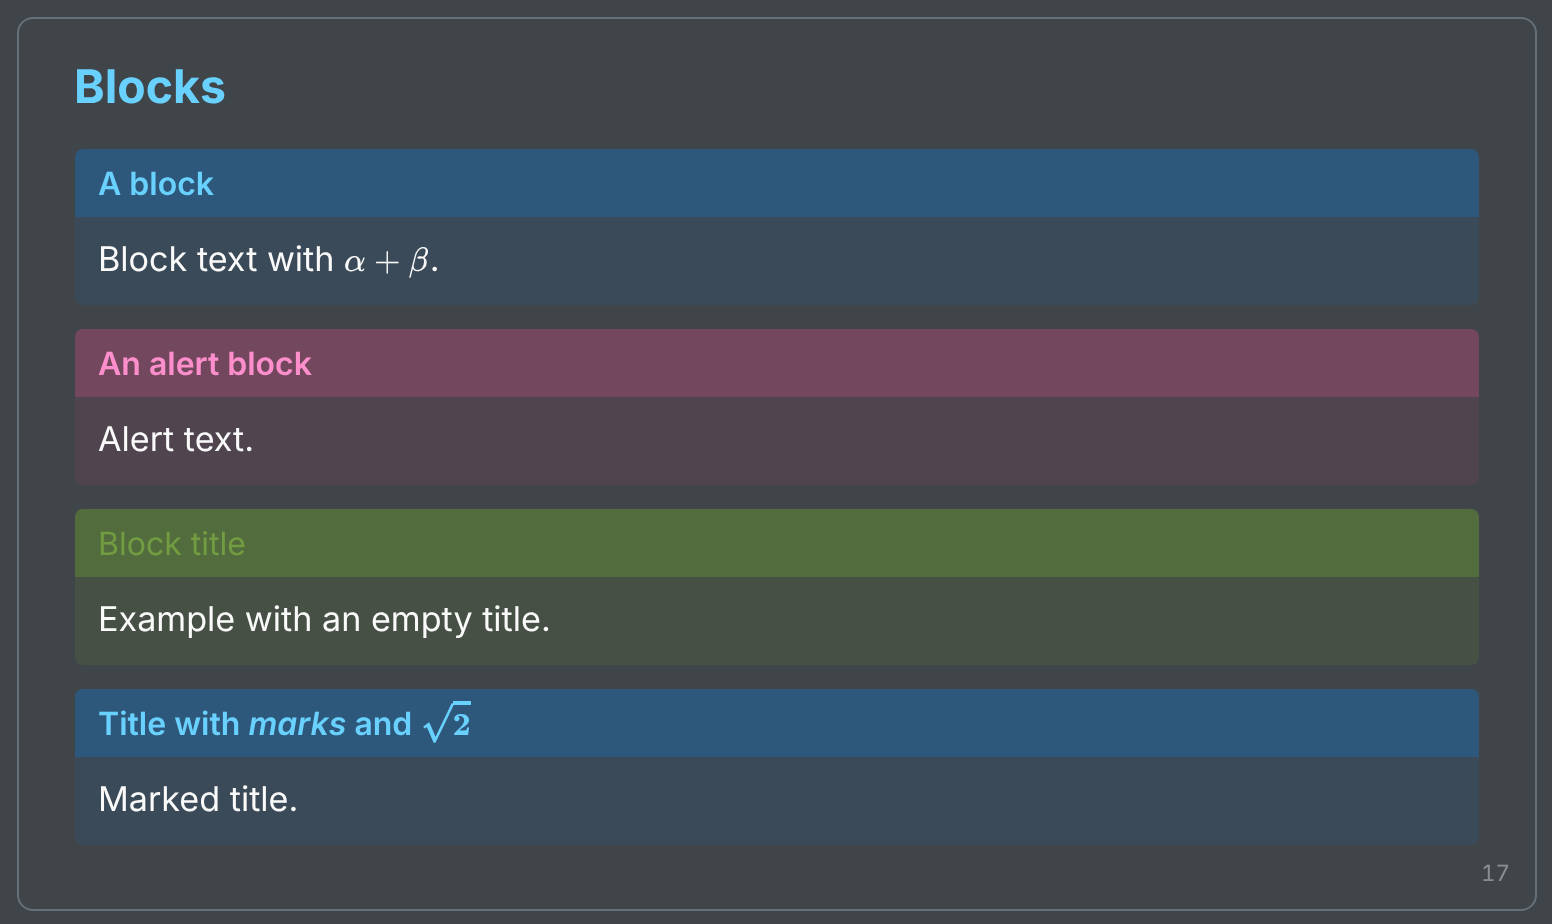 Blocks
A block
Block text with α + β.
An alert block
Alert text.
Block title
Example with an empty title.
Title with marks and √2
Marked title.
17